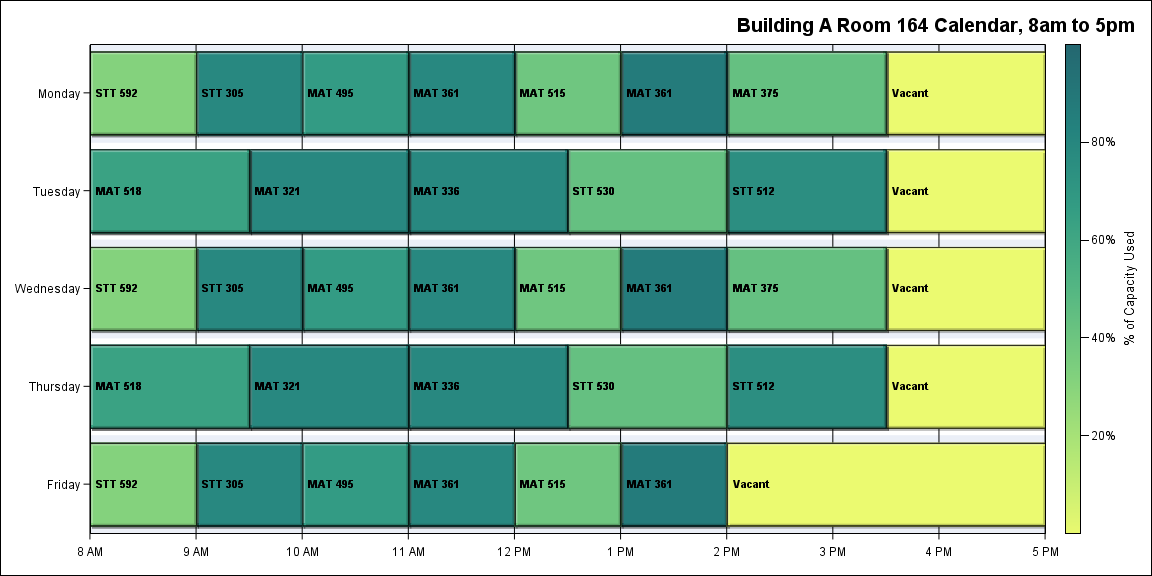 Building A Room 164 Calendar, 8am to 5pm
Monday
STT 592
STT 305
MAT 495
MAT 361
MAT 515
MAT 361
MAT 375
Vacant
Tuesday
MAT 518
MAT 321
MAT 336
STT 530
STT 512
Vacant
Wednesday
STT 592
STT 305
MAT 495
MAT 361
MAT 515
MAT 361
MAT 375
Vacant
Thursday
MAT 518
MAT 321
MAT 336
STT 530
STT 512
Vacant
Friday
STT 592
STT 305
MAT 495
MAT 361
MAT 515
MAT 361
Vacant
8 AM
9 AM
10 AM
11 AM
12 PM
1 PM
2 PM
3 PM
4 PM
5 PM
80%
60%
40%
20%
% of Capacity Used